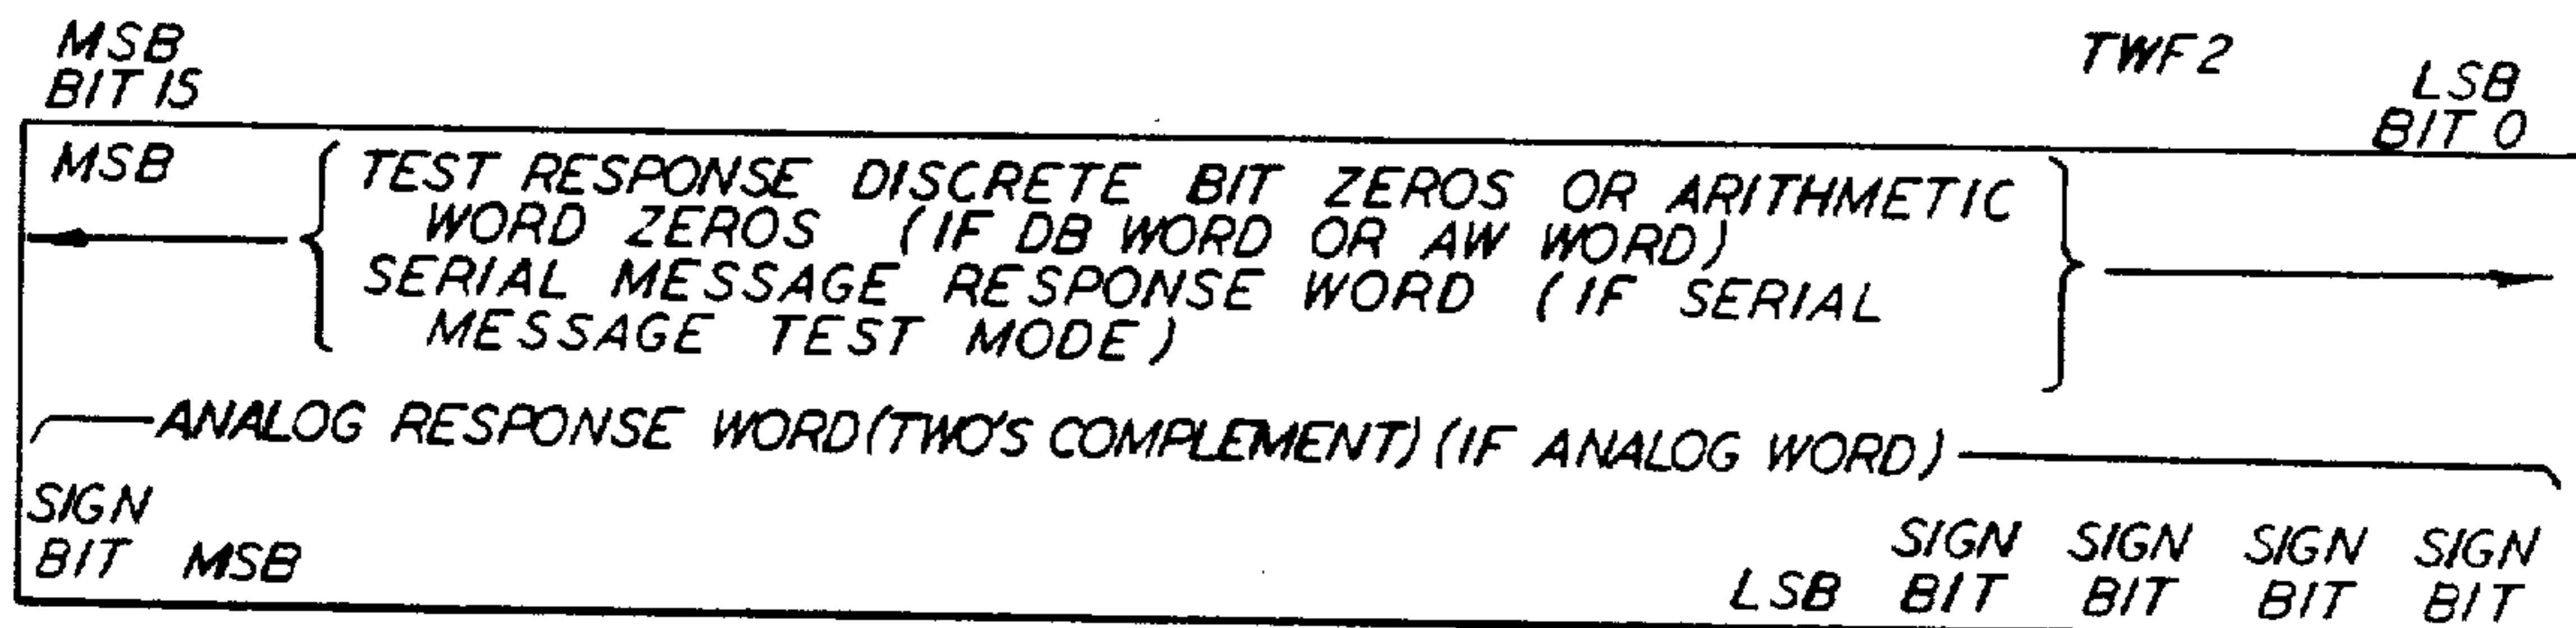 MSB
BIT 15
TWF2
LSB
BIT 0
MSB
TEST RESPONSE DISCRETE BIT ZEROS OR ARITHMETIC
WORD ZEROS (IF DB WORD OR AW WORD)
SERIAL MESSAGE RESPONSE WORD (IF SERIAL
MESSAGE TEST MODE)
ANALOG RESPONSE WORD (TWO'S COMPLEMENT) (IF ANALOG WORD)
SIGN
BIT MSB
SIGN SIGN SIGN SIGN
LSB BIT BIT BIT BIT